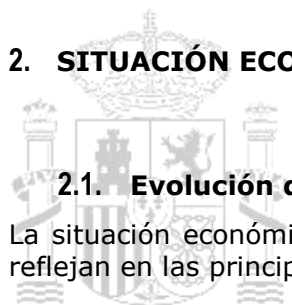 2. SITUACIÓN ECO
2.1. Evolución d
La situación económi
reflejan en las princip